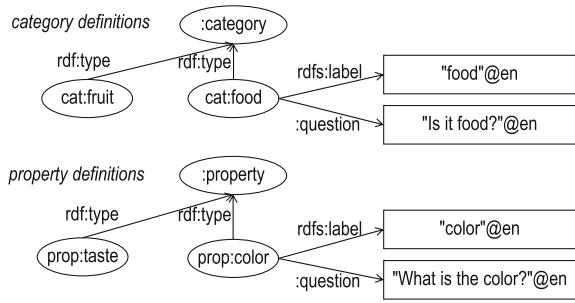 category definitions
:category
rdf:type
rdf:type
rdfs:label
"food"@en
cat:fruit
cat:food
:question
"Is it food?"@en
property definitions
:property
rdf:type
rdf:type
rdfs:label
"color"@en
prop:taste
prop:color
:question
"What is the color?"@en